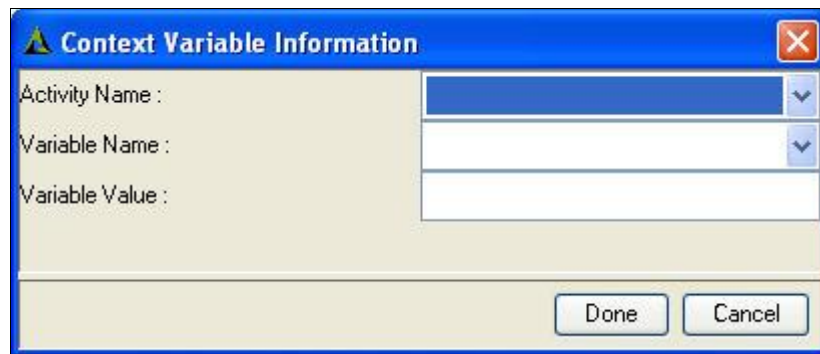 Context Variable Information
Activity Name :
Variable Name :
Variable Value :
Done Cancel